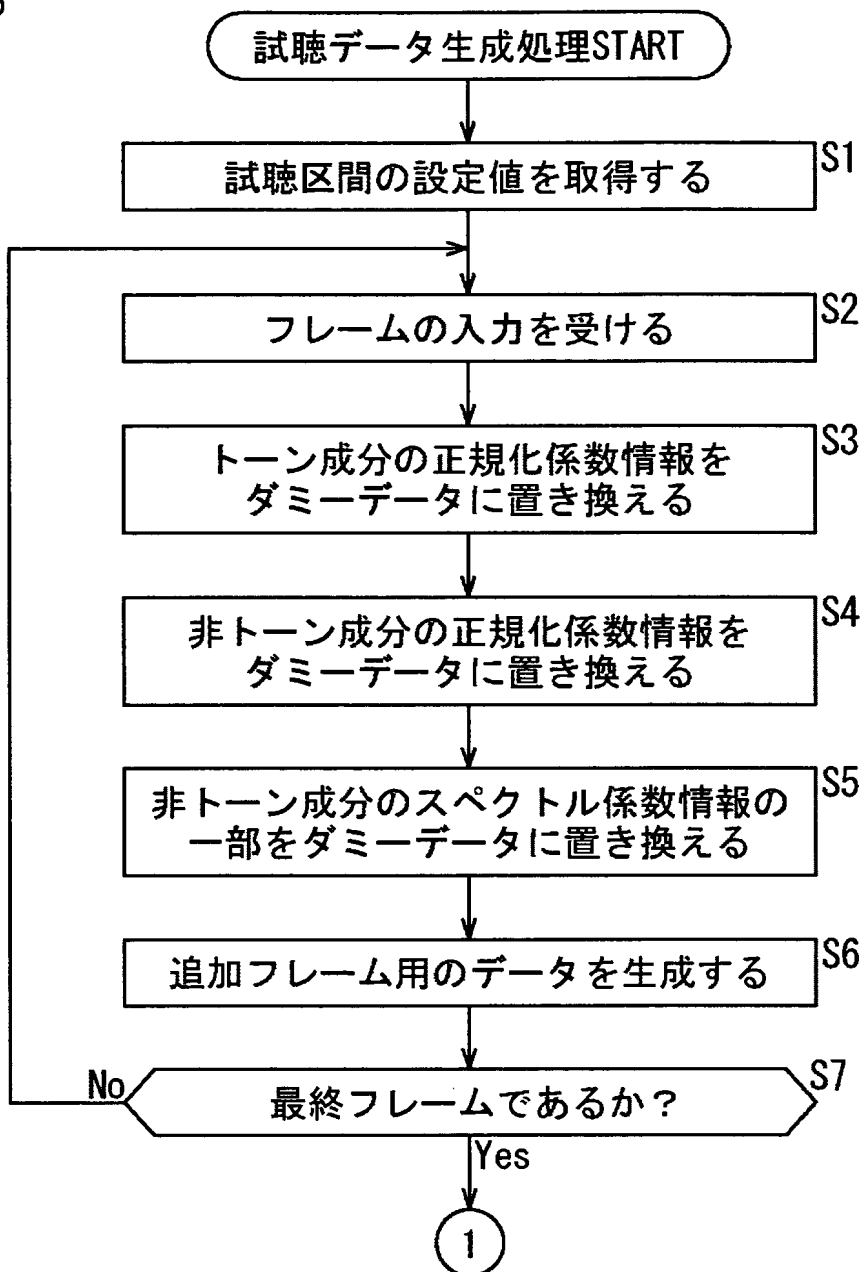 試聴データ生成処理START
試聴区間の設定値を取得する
S1
フレームの入力を受ける
S2
トーン成分の正規化係数情報を
ダミーデータに置き換える
S3
非トーン成分の正規化係数情報を
ダミーデータに置き換える
S4
非トーン成分のスペクトル係数情報の
一部をダミーデータに置き換える
S5
追加フレーム用のデータを生成する
S6
最終フレームであるか？
S7
No
Yes
1